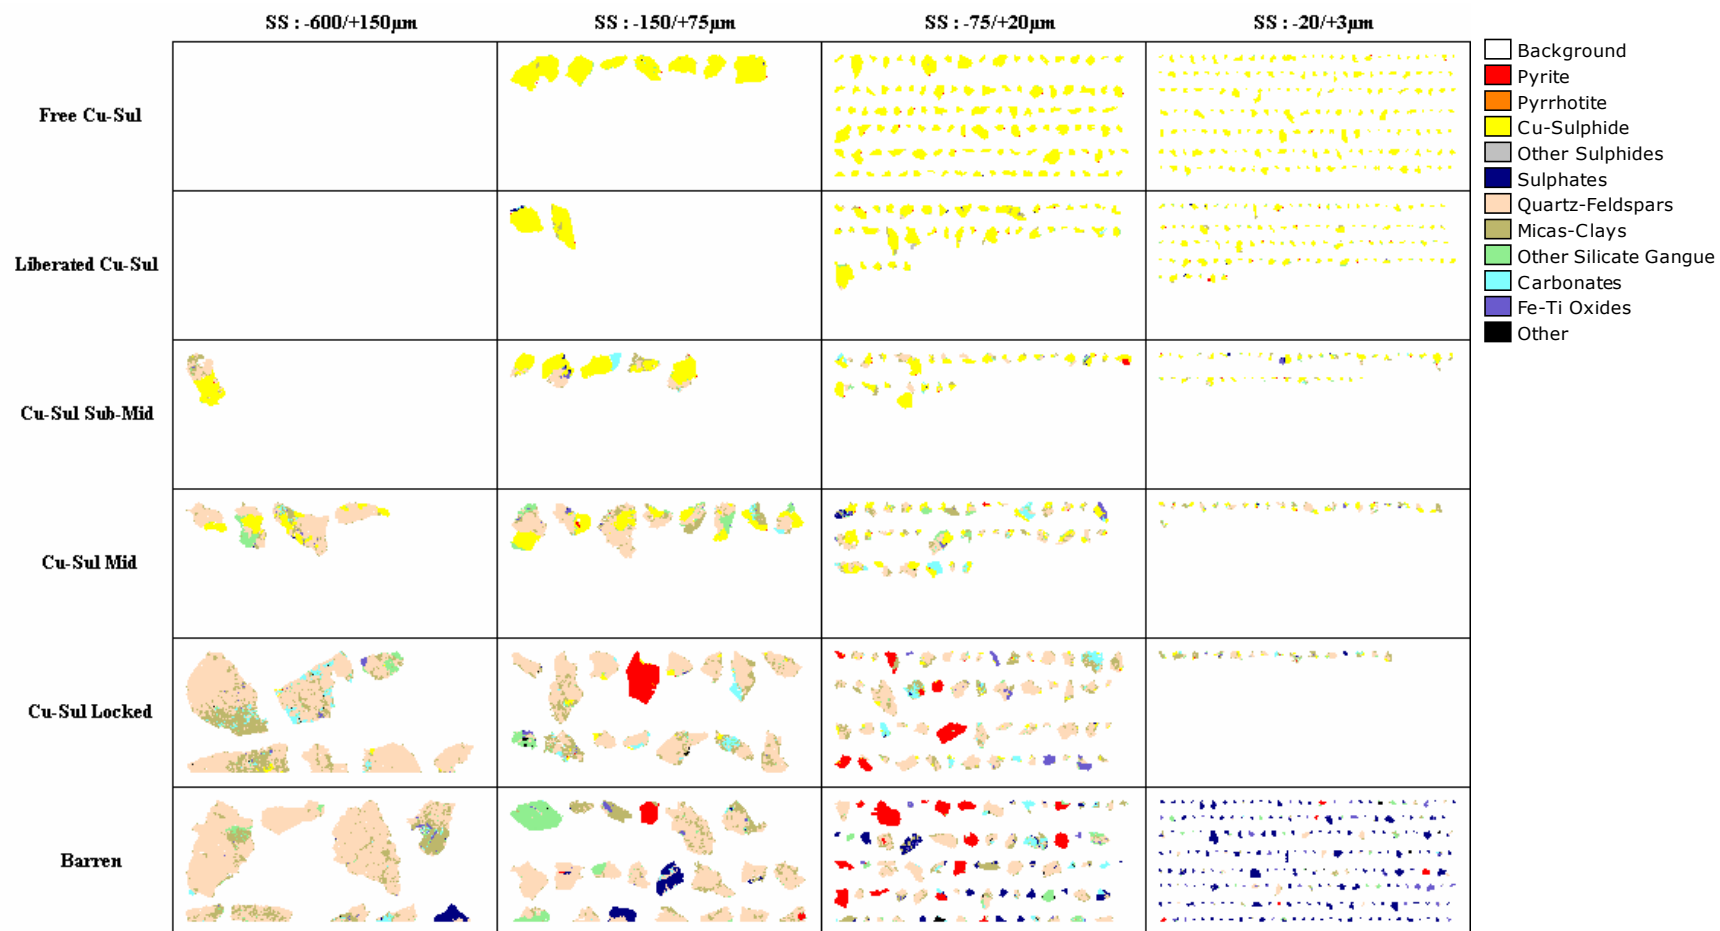 SS : -600/+150µm
SS : -150/+75µm
SS : -75/+20µm
SS : -20/+3µm
Free Cu-Sul
Liberated Cu-Sul
Cu-Sul Sub-Mid
Cu-Sul Mid
Cu-Sul Locked
Barren
Background
Pyrite
Pyrrhotite
Cu-Sulphide
Other Sulphides
Sulphates
Quartz-Feldspars
Micas-Clays
Other Silicate Gangue
Carbonates
Fe-Ti Oxides
Other